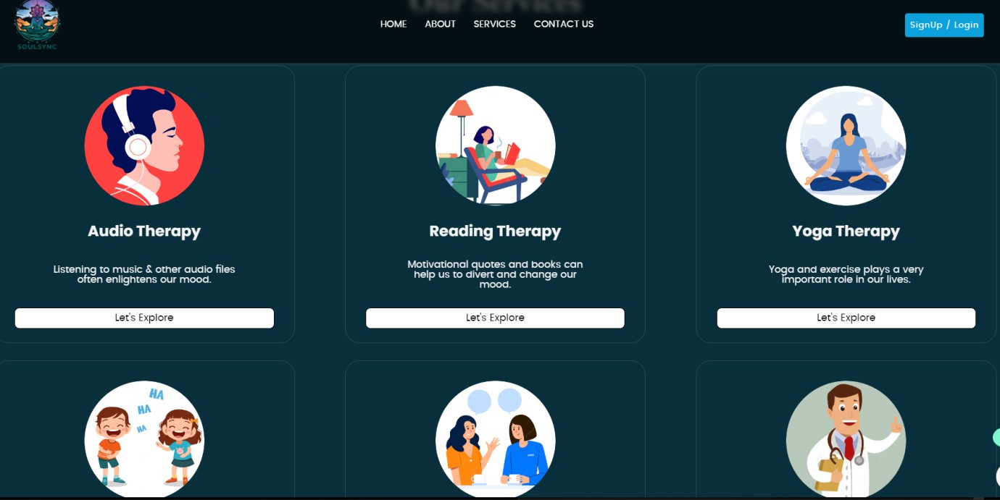 Our Services
HOME ABOUT SERVICES CONTACT US
SignUp / Login
SOULSYNC
Audio Therapy
Listening to music & other audio files
often enlightens our mood.
Let's Explore
Reading Therapy
Motivational quotes and books can
help us to divert and change our
mood.
Let's Explore
Yoga Therapy
Yoga and exercise plays a very
important role in our lives.
Let's Explore
HA
HA
HA